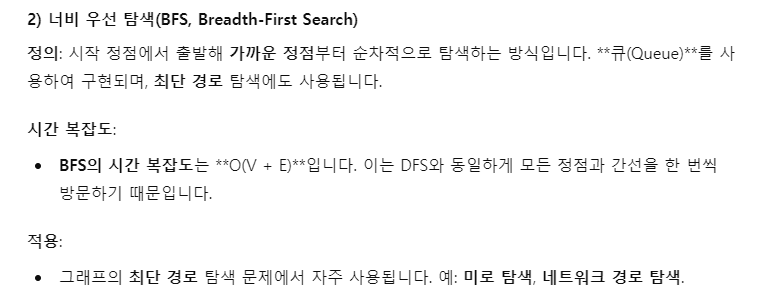 2) 너비 우선 탐색(BFS, Breadth-First Search)
정의: 시작 정점에서 출발해 가까운 정점부터 순차적으로 탐색하는 방식입니다. **큐(Queue)**를 사
용하여 구현되며, 최단 경로 탐색에도 사용됩니다.
시간 복잡도:
• BFS의 시간 복잡도는 **O(V + E)**입니다. 이는 DFS와 동일하게 모든 정점과 간선을 한 번씩
방문하기 때문입니다.
적용:
• 그래프의 최단 경로 탐색 문제에서 자주 사용됩니다. 예: 미로 탐색, 네트워크 경로 탐색.